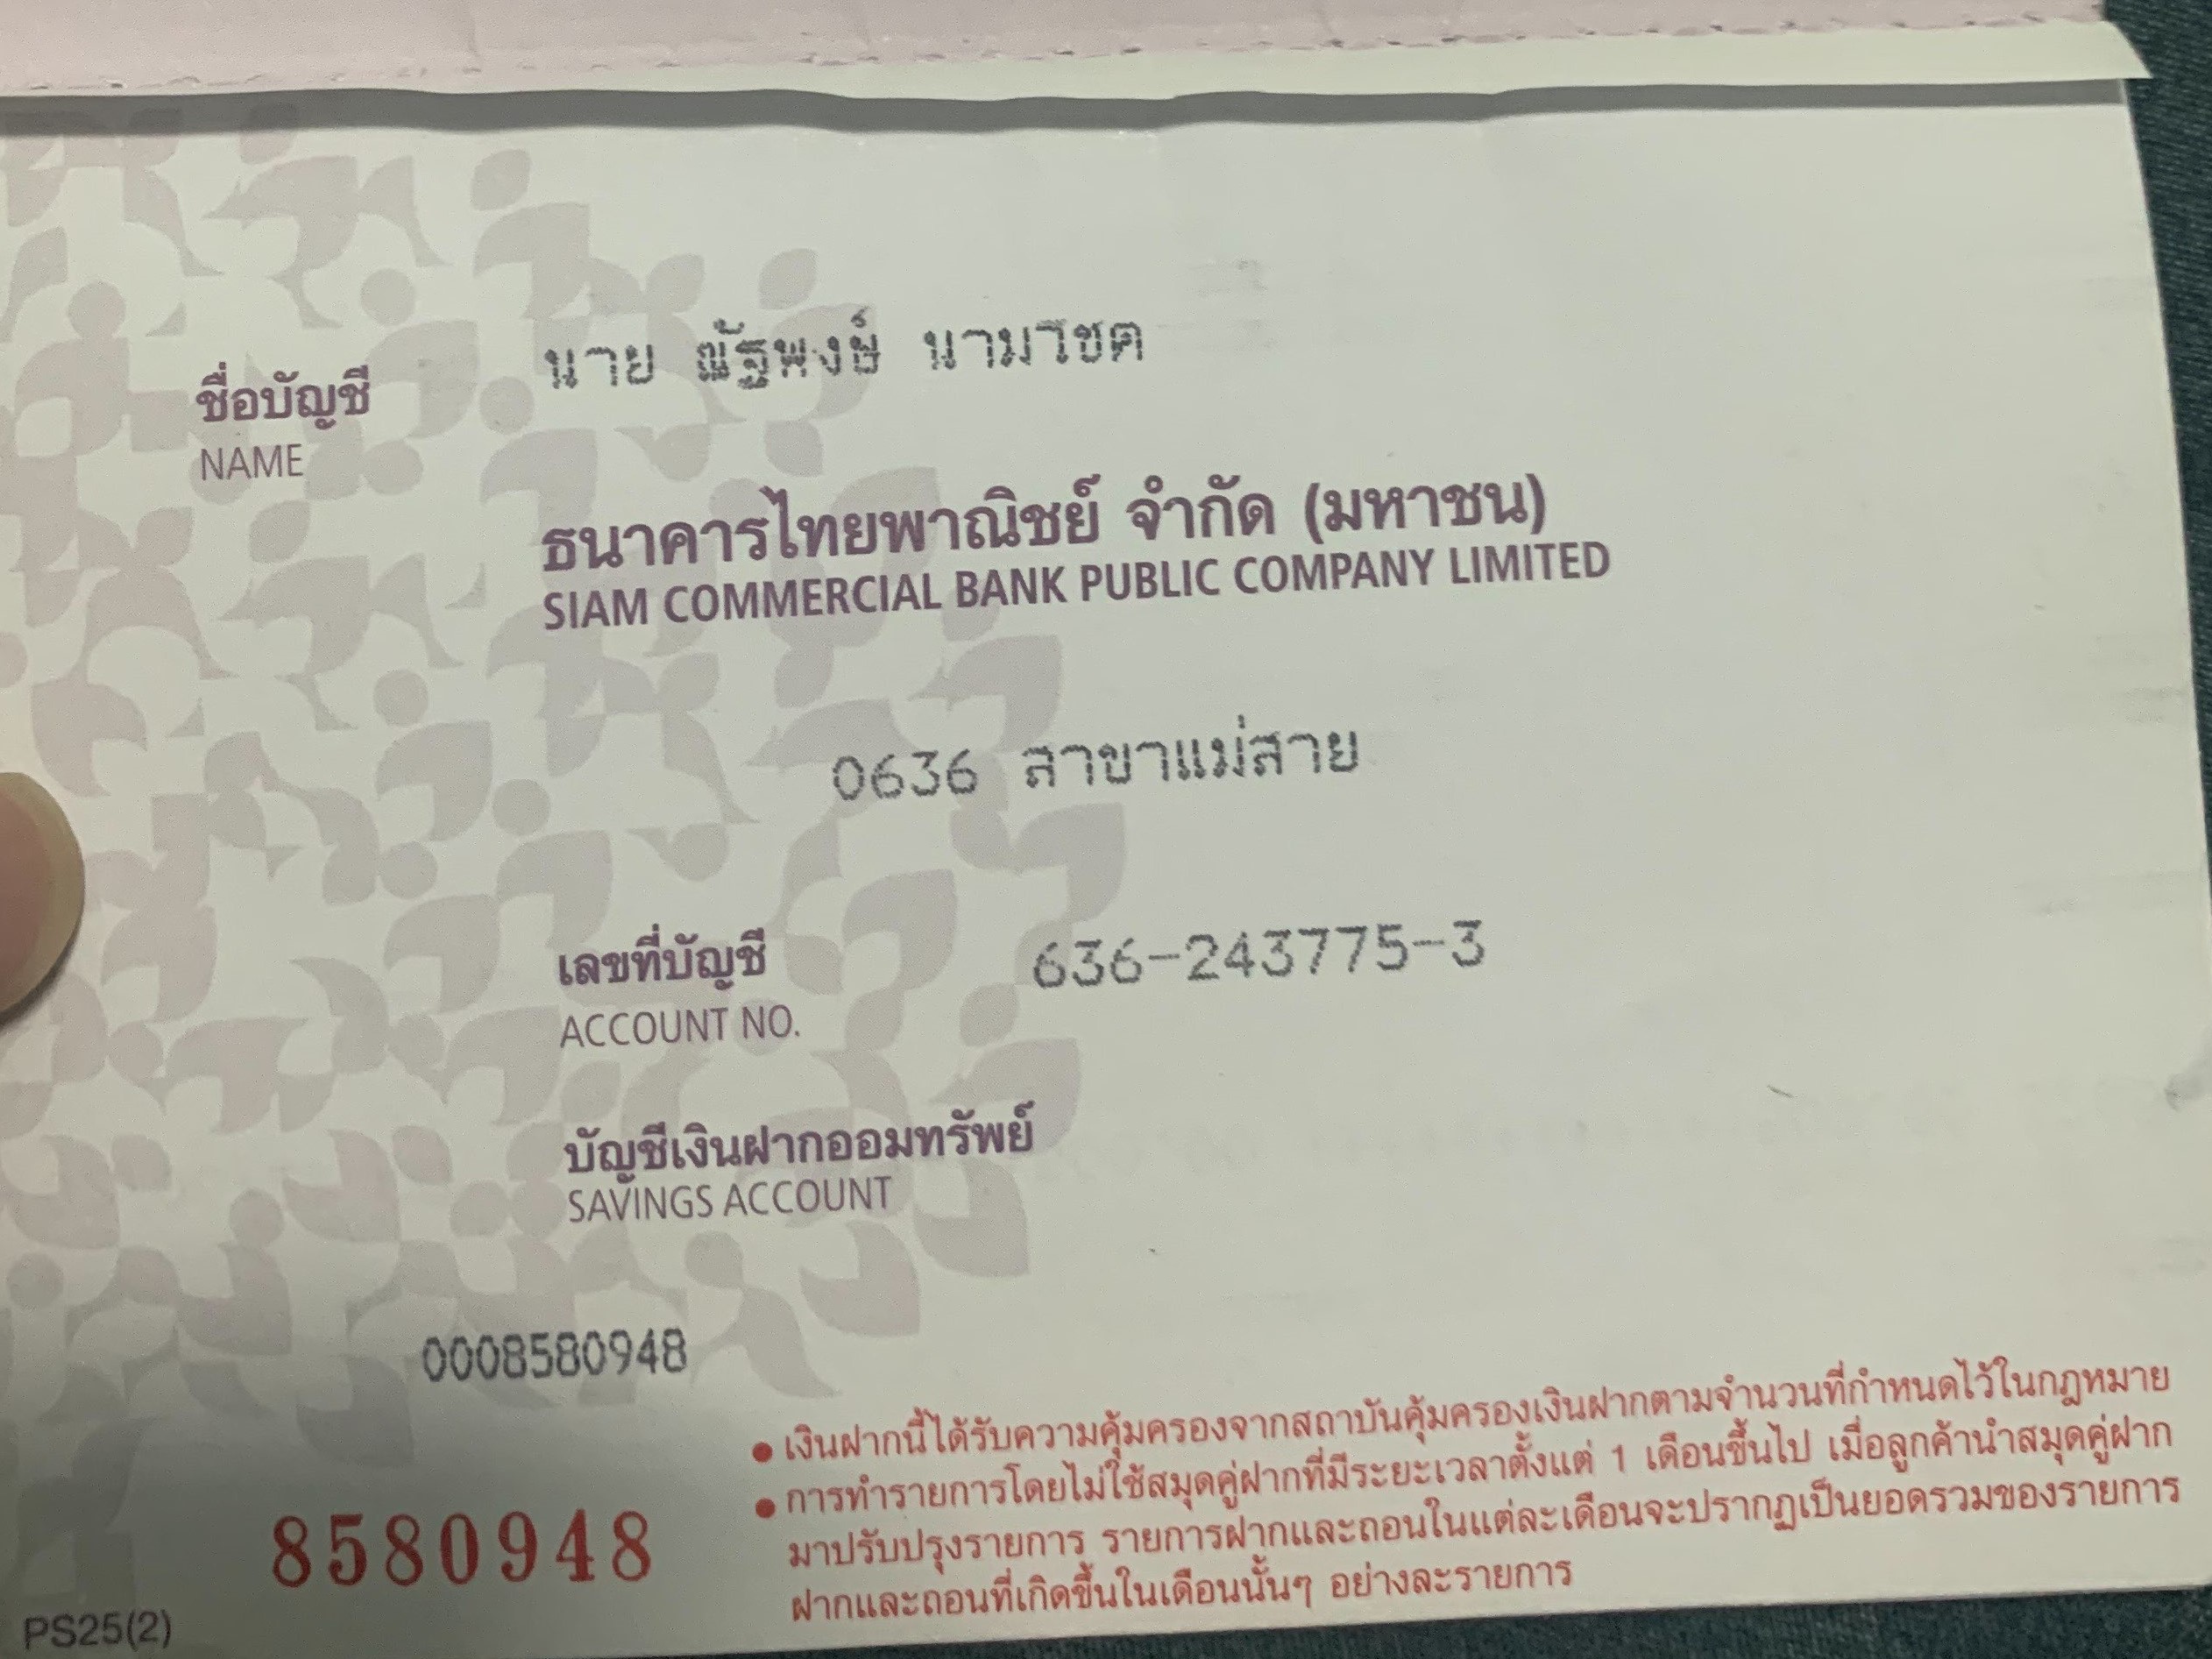 ชื่อบัญชี
NAME
นาย ณัฐพงษ์ นามโชค
ธนาคารไทยพาณิชย์ จำกัด (มหาชน)
SIAM COMMERCIAL BANK PUBLIC COMPANY LIMITED
0636 สาขาแม่สาย
เลขที่บัญชี
ACCOUNT NO.
636-243775-3
บัญชีเงินฝากออมทรัพย์
SAVINGS ACCOUNT
0008580948
8580948
• เงินฝากนี้ได้รับความคุ้มครองจากสถาบันคุ้มครองเงินฝากตามจำนวนที่กำหนดไว้ในกฎหมาย
• การทำรายการโดยไม่ใช้สมุดคู่ฝากที่มีระยะเวลาตั้งแต่ 1 เดือนขึ้นไป เมื่อลูกค้านำสมุดคู่ฝาก
มาปรับปรุงรายการ รายการฝากและถอนในแต่ละเดือนจะปรากฏเป็นยอดรวมของรายการ
ฝากและถอนที่เกิดขึ้นในเดือนนั้นๆ อย่างละรายการ
PS25(2)